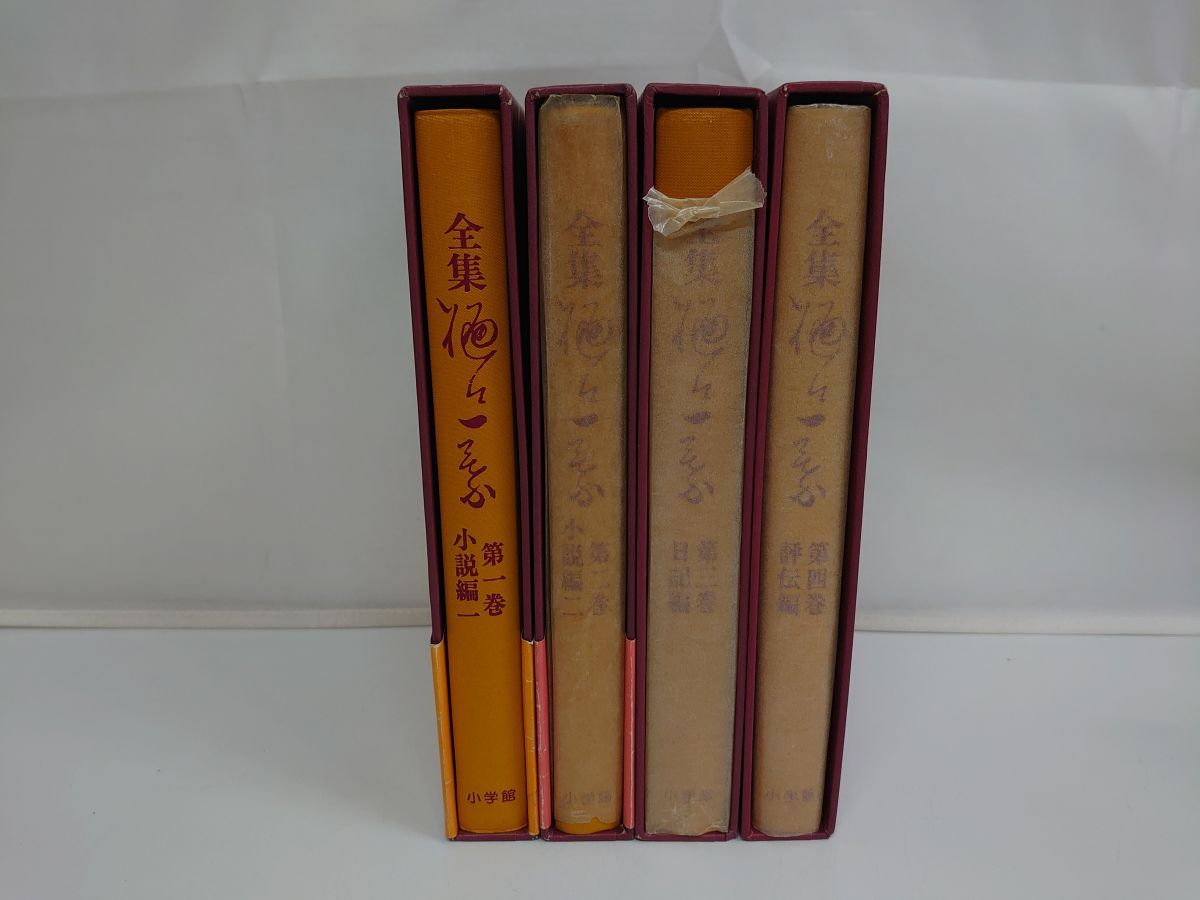 全集樋口一葉
第一巻
小説編一
小学館
全集樋口一葉
第二巻
小説編二
小学館
全集樋口一葉
第三巻
日記編
小学館
全集樋口一葉
第四巻
評伝編
小学館